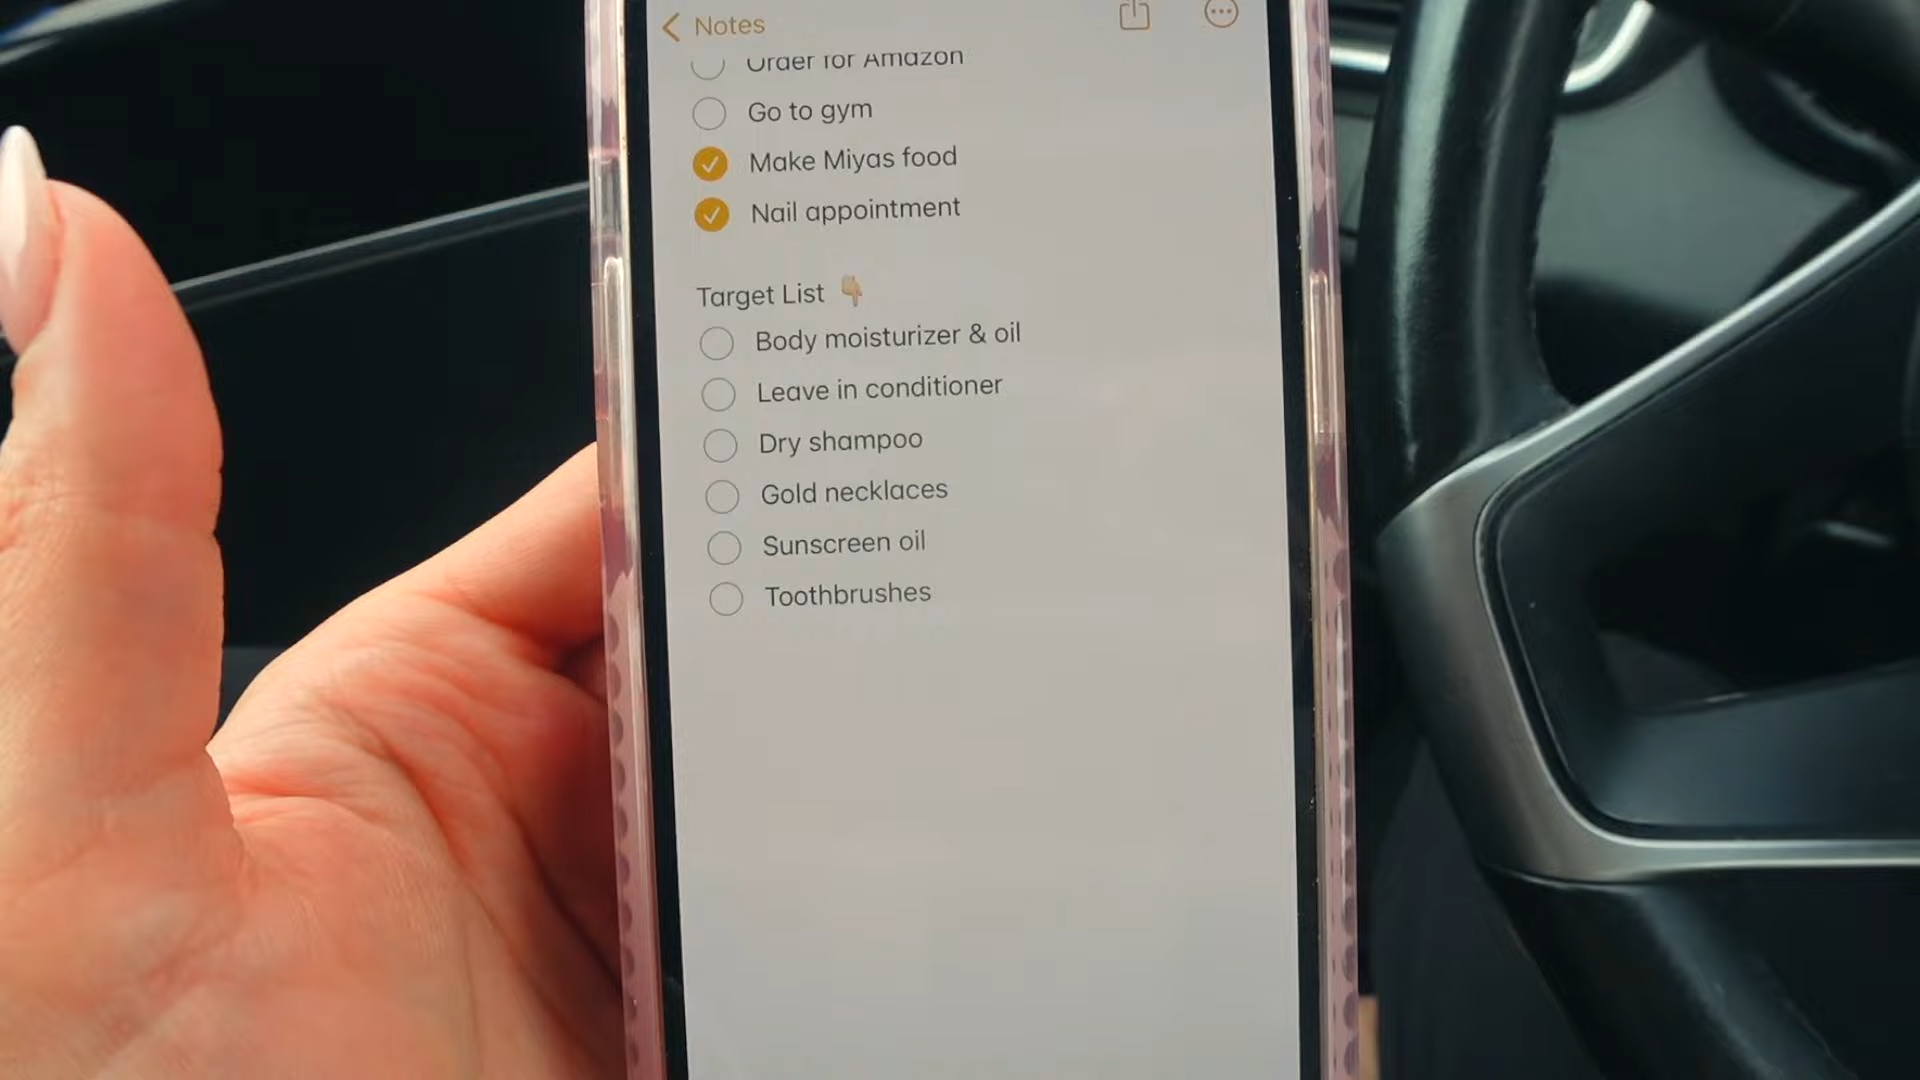 Notes
Order for Amazon
Go to gym
Make Miyas food
Nail appointment
Target List 👇🏼
Body moisturizer & oil
Leave in conditioner
Dry shampoo
Gold necklaces
Sunscreen oil
Toothbrushes